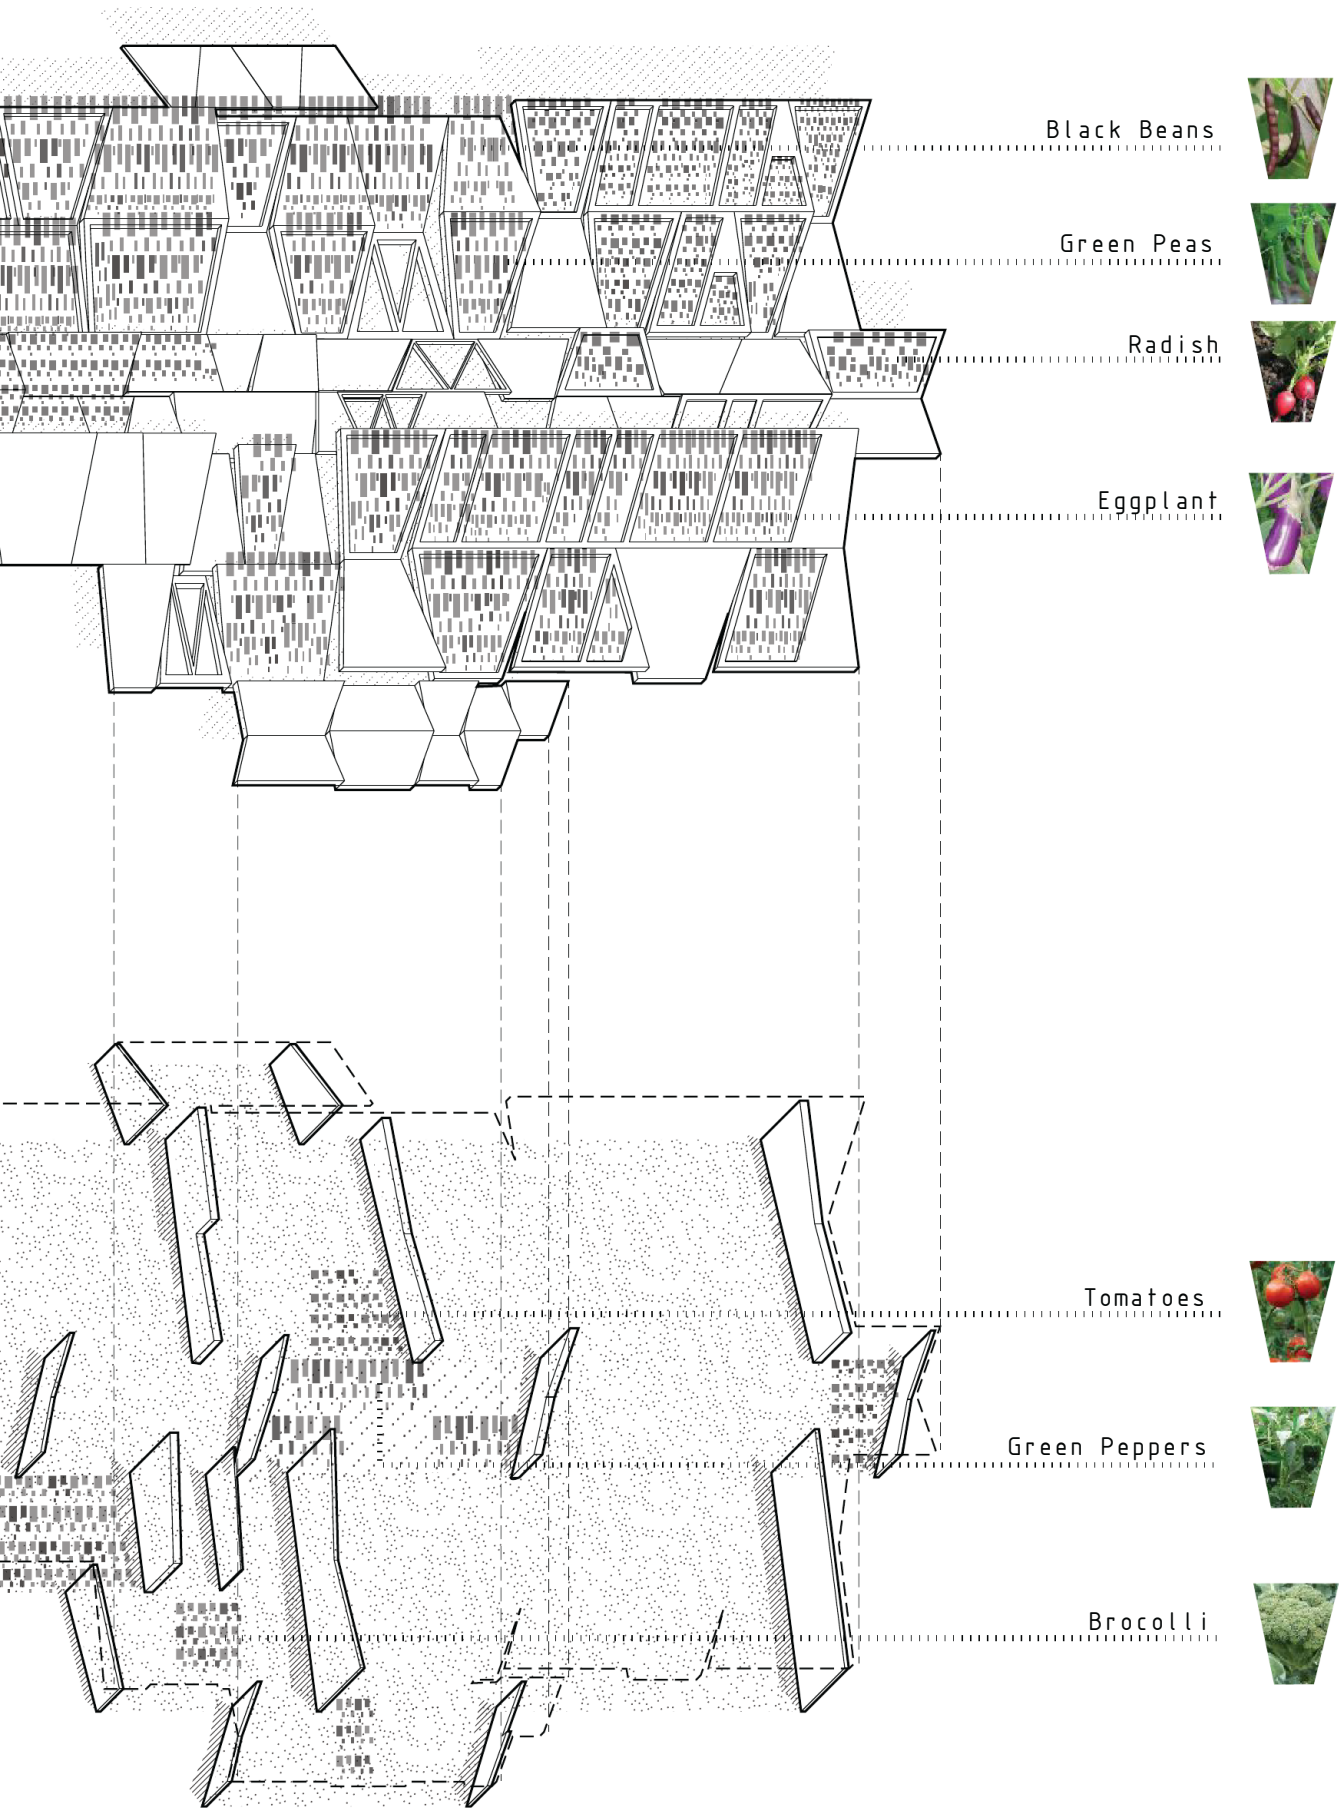 Black Beans
Green Peas
Radish
Eggplant
Tomatoes
Green Peppers
Brocolli